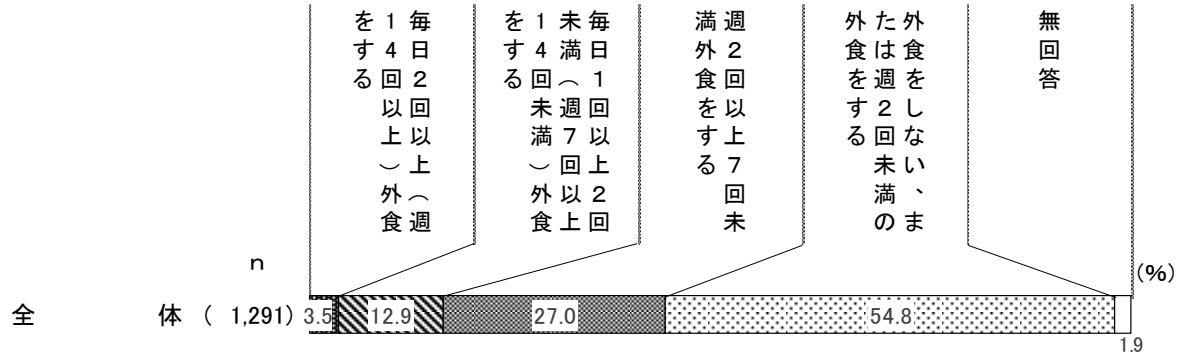 毎日２回以上（週
１４回以上）外食
をする
毎日１回以上２回
未満（週７回以上
１４回未満）外食
をする
週２回以上７回未
満外食をする
外食をしない、ま
たは週２回未満の
外食をする
無回答
n
(%)
全 体 ( 1,291) 3.5 12.9 27.0 54.8
1.9